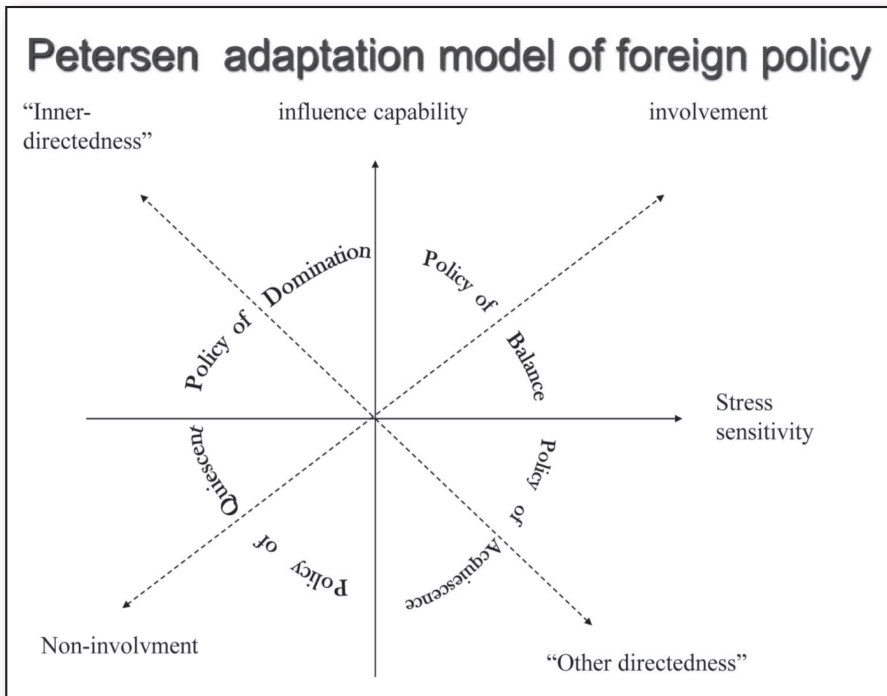 Petersen adaptation model of foreign policy
“Inner-
directedness”
influence capability
involvement
Policy of Domination
Policy of Balance
Stress
sensitivity
Policy of Quiescent
Policy of Acquiescence
Non-involvment
“Other directedness”